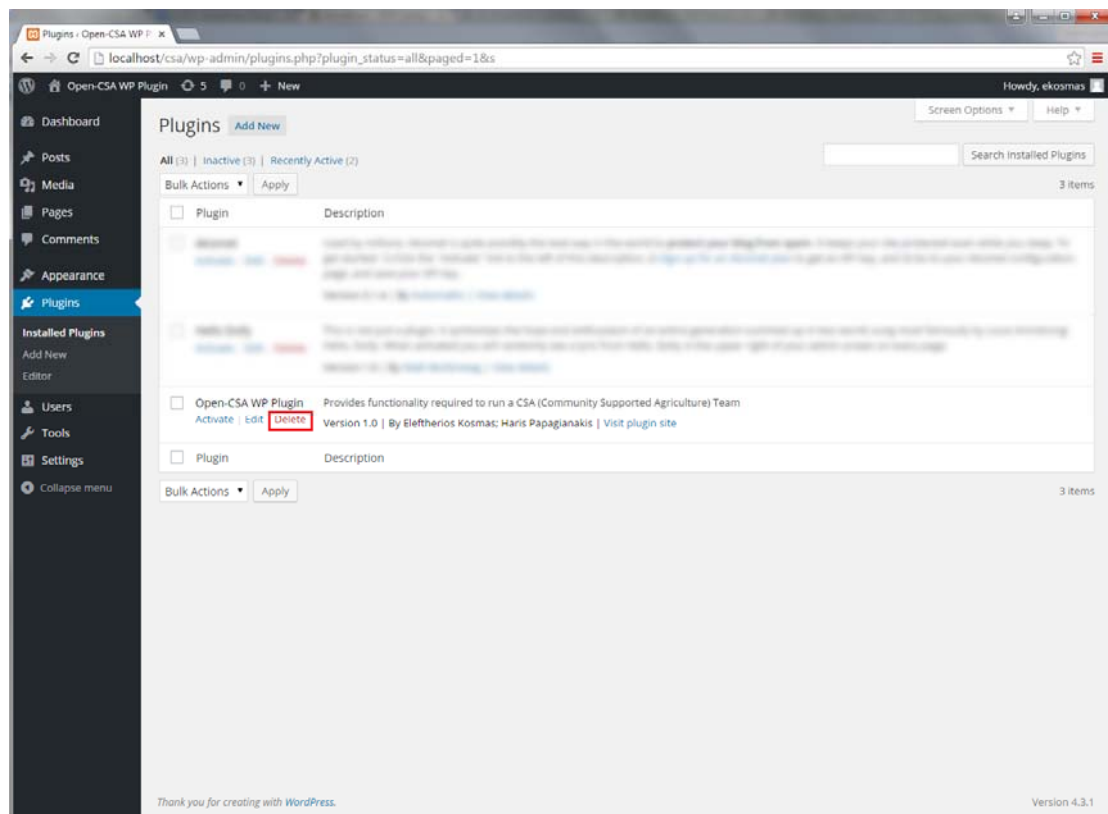 Plugins ‹ Open-CSA WP P
localhost/csa/wp-admin/plugins.php?plugin_status=all&paged=1&s
Open-CSA WP Plugin 5 0 + New Howdy, ekosmas
Screen Options Help
Dashboard
Posts
Media
Pages
Comments
Appearance
Plugins
Installed Plugins
Add New
Editor
Users
Tools
Settings
Collapse menu
Plugins Add New
All (3) | Inactive (3) | Recently Active (2)
Search Installed Plugins
Bulk Actions Apply 3 items
Plugin Description
Open-CSA WP Plugin Provides functionality required to run a CSA (Community Supported Agriculture) Team
Activate | Edit | Delete Version 1.0 | By Eleftherios Kosmas; Haris Papagianakis | Visit plugin site
Plugin Description
Bulk Actions Apply 3 items
Thank you for creating with WordPress. Version 4.3.1